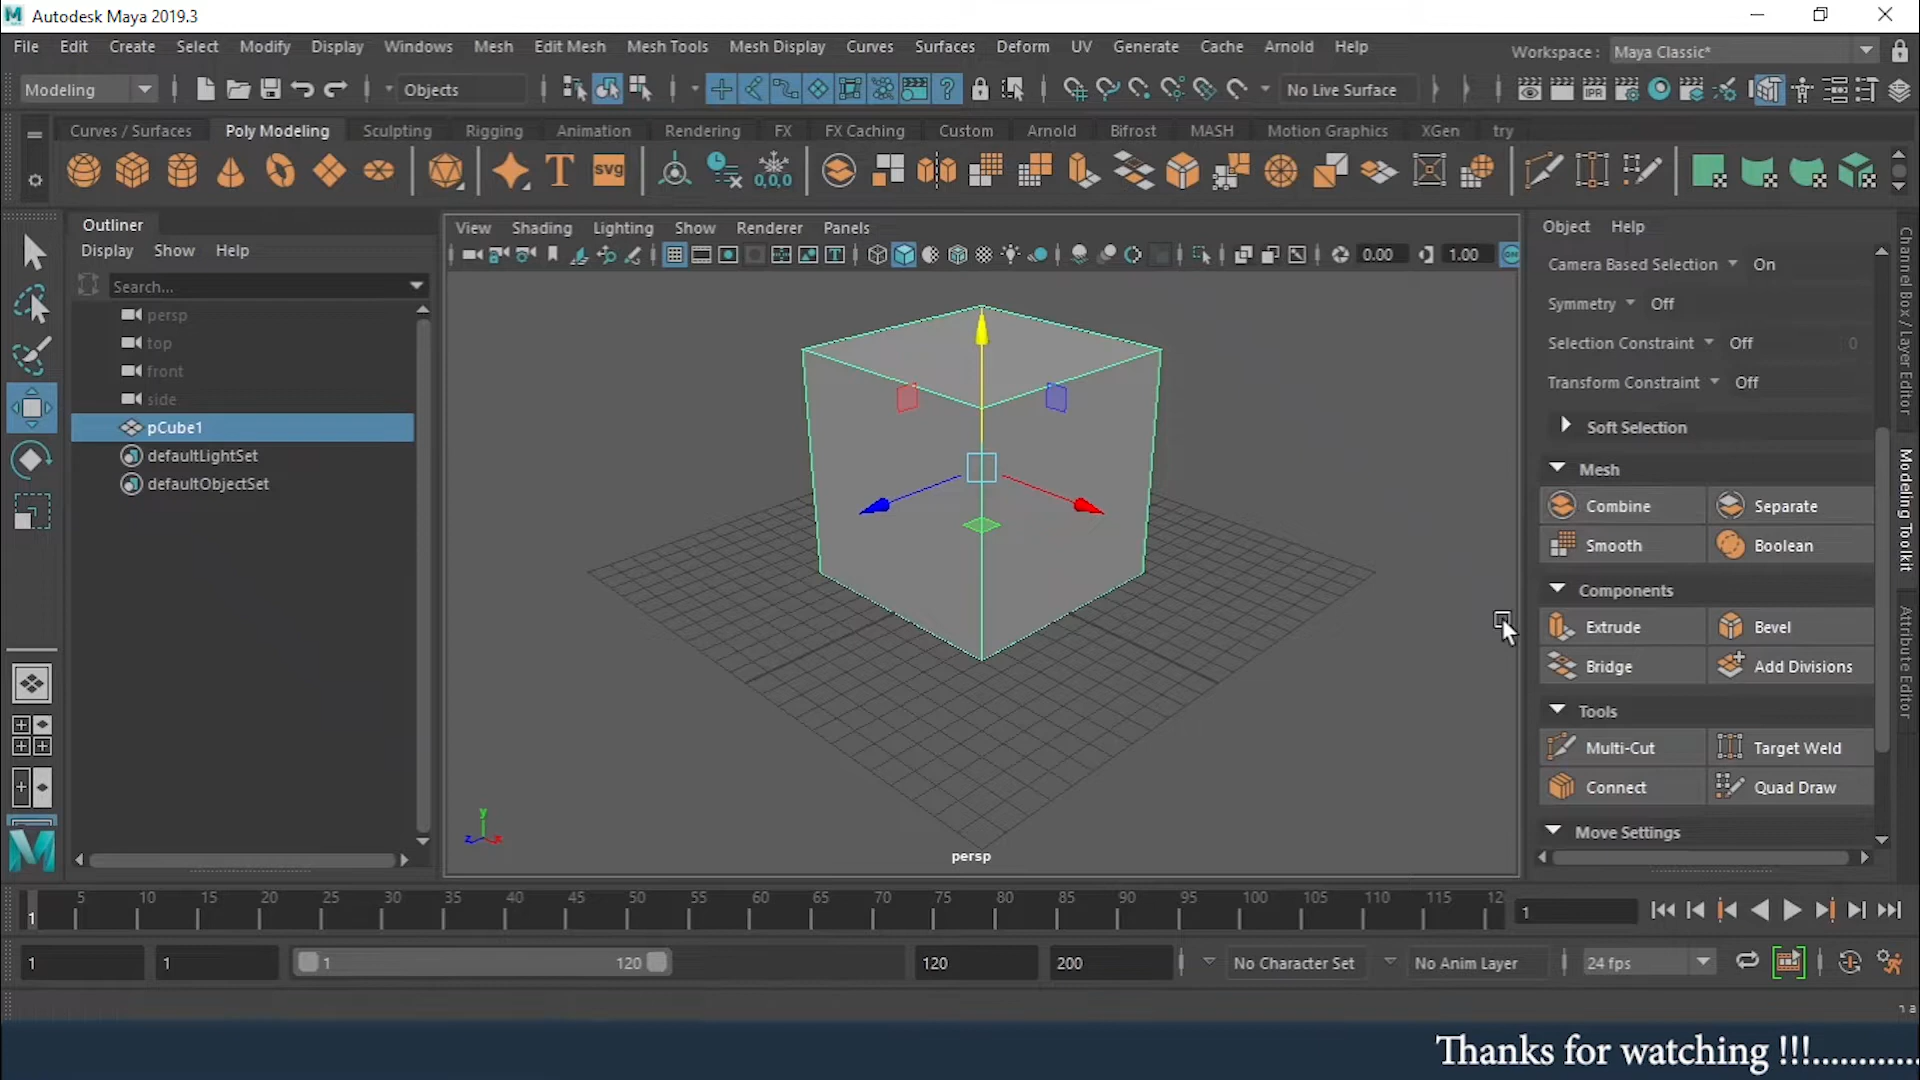 Autodesk Maya 2019.3
File Edit Create Select Modify Display Windows Mesh Edit Mesh Mesh Tools Mesh Display Curves Surfaces Deform UV Generate Cache Arnold Help
Workspace : Maya Classic*
Modeling Objects No Live Surface
IPR
Curves / Surfaces Poly Modeling Sculpting Rigging Animation Rendering FX FX Caching Custom Arnold Bifrost MASH Motion Graphics XGen try
T svg 0,0,0
Outliner
Display Show Help
Search...
persp
top
front
side
pCube1
defaultLightSet
defaultObjectSet
View Shading Lighting Show Renderer Panels
0.00 1.00
y
z x
persp
Object Help
Camera Based Selection On
Symmetry Off
Selection Constraint Off 0
Transform Constraint Off
Soft Selection
Mesh
Combine Separate
Smooth Boolean
Components
Extrude Bevel
Bridge Add Divisions
Tools
Multi-Cut Target Weld
Connect Quad Draw
Move Settings
Channel Box / Layer Editor
Modeling Toolkit
Attribute Editor
5 10 15 20 25 30 35 40 45 50 55 60 65 70 75 80 85 90 95 100 105 110 115 12
1 1
1 1 1 120 120 200 No Character Set No Anim Layer 24 fps
Thanks for watching !!!............